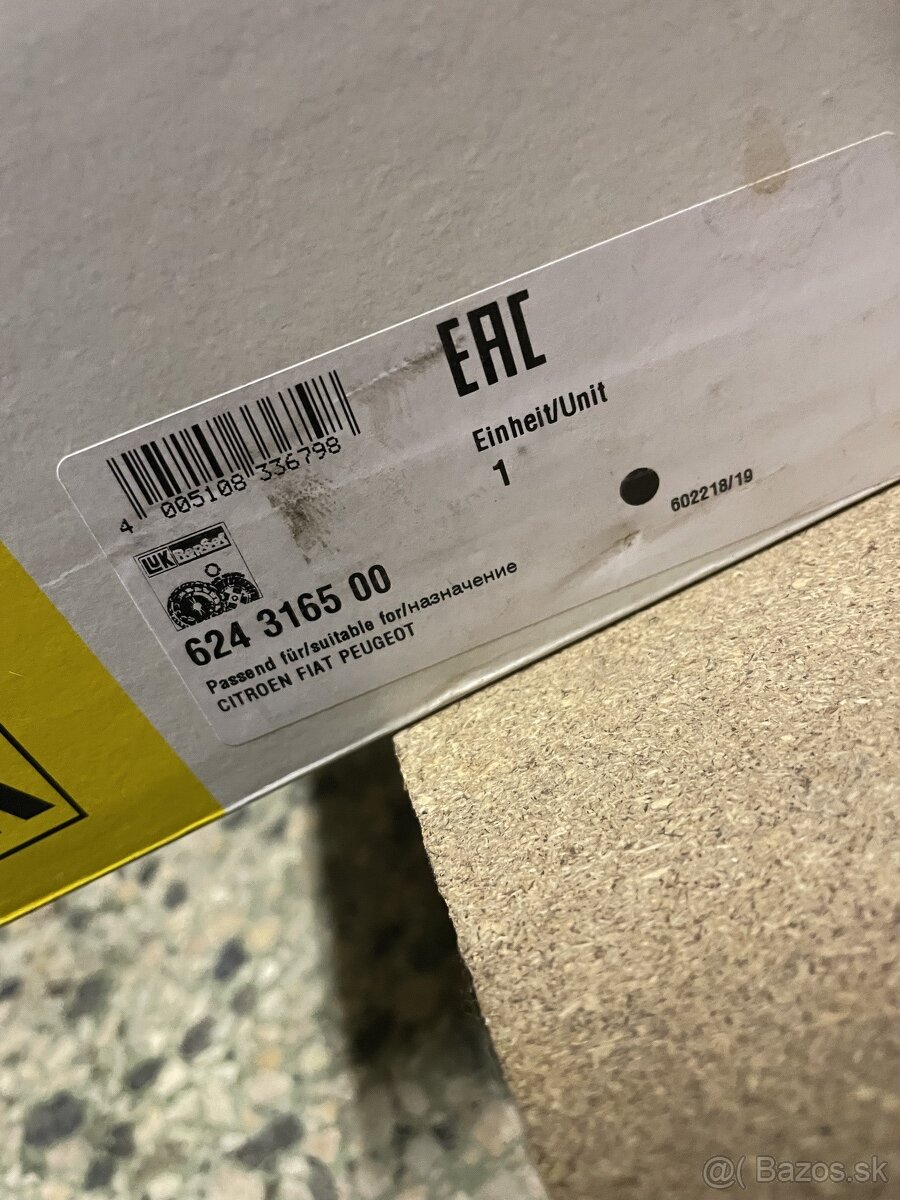 EAC
Einheit/Unit
1
4 005108 336798
602218/19
LUK RepSet
624 3165 00
Passend für/suitable for/назначение
CITROEN FIAT PEUGEOT
@( Bazos.sk